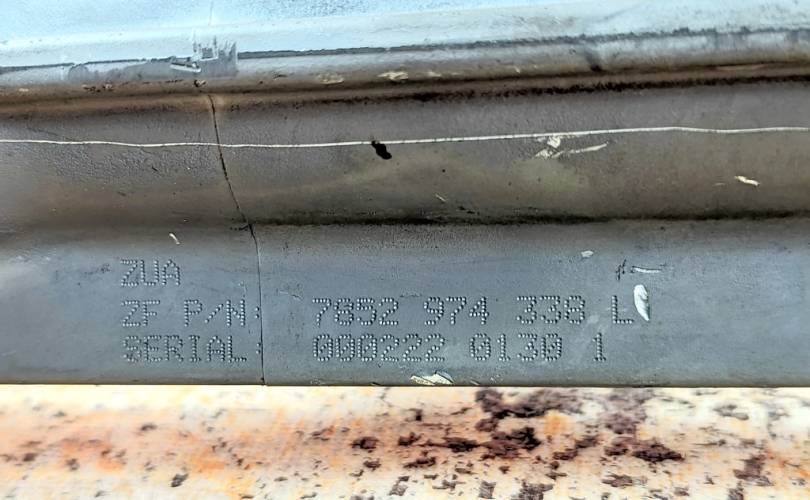 ZUA
ZF P/N: 7852 974 338 L
SERIAL: 000222 0130 1